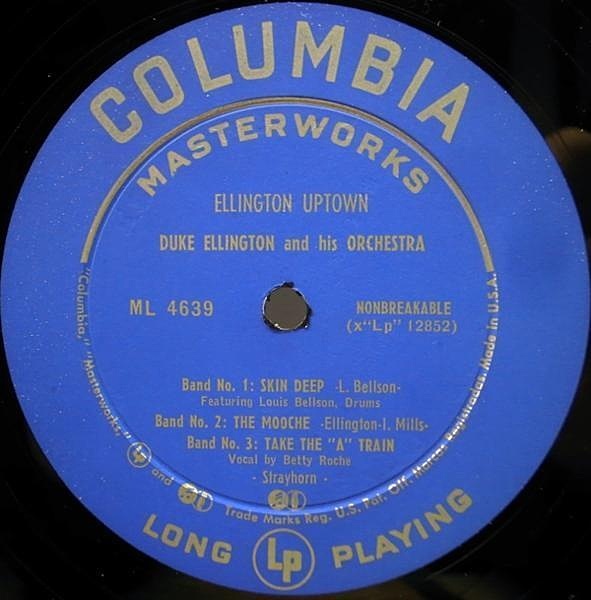 COLUMBIA
MASTERWORKS
ELLINGTON UPTOWN
DUKE ELLINGTON and his ORCHESTRA
ML 4639
NONBREAKABLE
(x"Lp" 12852)
Band No. 1: SKIN DEEP -L. Bellson-
Featuring Louis Bellson, Drums
Band No. 2: THE MOOCHE -Ellington-I. Mills-
Band No. 3: TAKE THE "A" TRAIN
Vocal by Betty Roche
- Strayhorn -
"Columbia," "Masterworks," Lp and Trade Marks Reg. U.S. Pat. Off. Marcas Registradas Made in U.S.A.
LONG Lp PLAYING